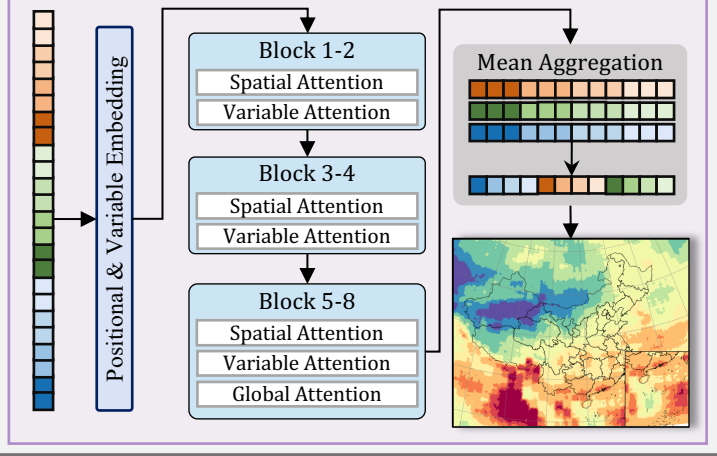 Positional & Variable Embedding
Block 1-2
Spatial Attention
Variable Attention
Block 3-4
Spatial Attention
Variable Attention
Block 5-8
Spatial Attention
Variable Attention
Global Attention
Mean Aggregation